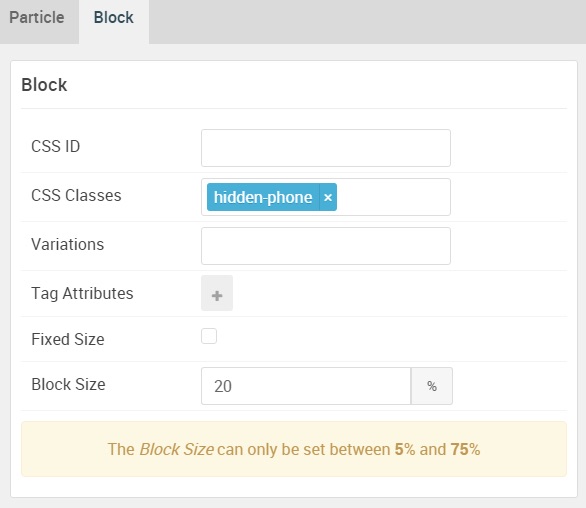 Particle Block
Block
CSS ID
CSS Classes hidden-phone ×
Variations
Tag Attributes +
Fixed Size
Block Size 20 %
The Block Size can only be set between 5% and 75%